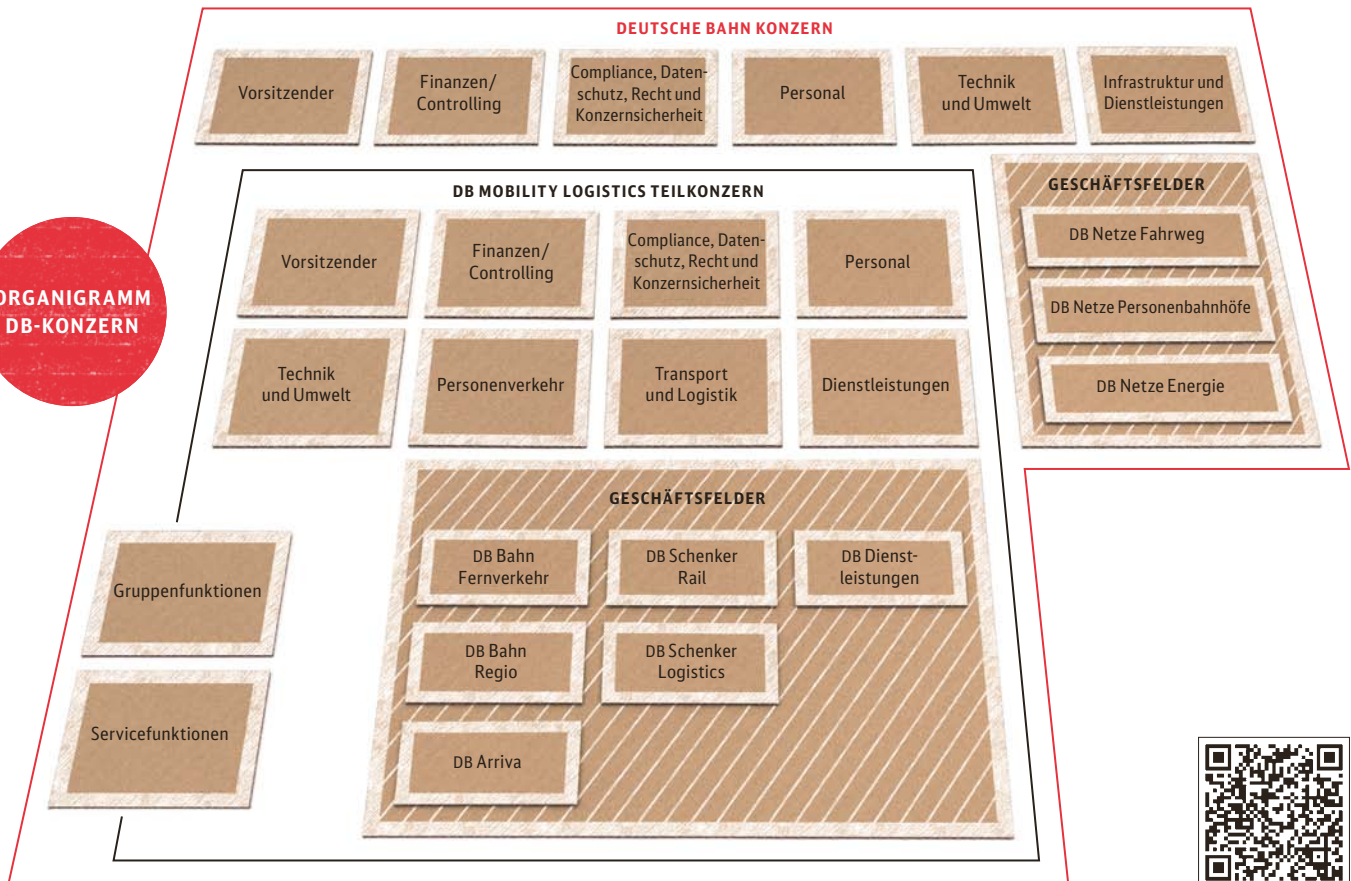 DEUTSCHE BAHN KONZERN
Vorsitzender
Finanzen/
Controlling
Compliance, Daten-
schutz, Recht und
Konzernsicherheit
Personal
Technik
und Umwelt
Infrastruktur und
Dienstleistungen
GESCHÄFTSFELDER
DB Netze Fahrweg
DB Netze Personenbahnhöfe
DB Netze Energie
DB MOBILITY LOGISTICS TEILKONZERN
Vorsitzender
Finanzen/
Controlling
Compliance, Daten-
schutz, Recht und
Konzernsicherheit
Personal
ORGANIGRAMM
DB-KONZERN
Technik
und Umwelt
Personenverkehr
Transport
und Logistik
Dienstleistungen
GESCHÄFTSFELDER
DB Bahn
Fernverkehr
DB Schenker
Rail
DB Dienst-
leistungen
DB Bahn
Regio
DB Schenker
Logistics
DB Arriva
Gruppenfunktionen
Servicefunktionen